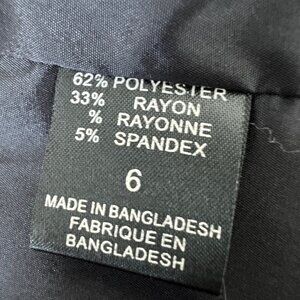 62% POLYESTER
33% RAYON
% RAYONNE
5% SPANDEX
6
MADE IN BANGLADESH
FABRIQUE EN
BANGLADESH